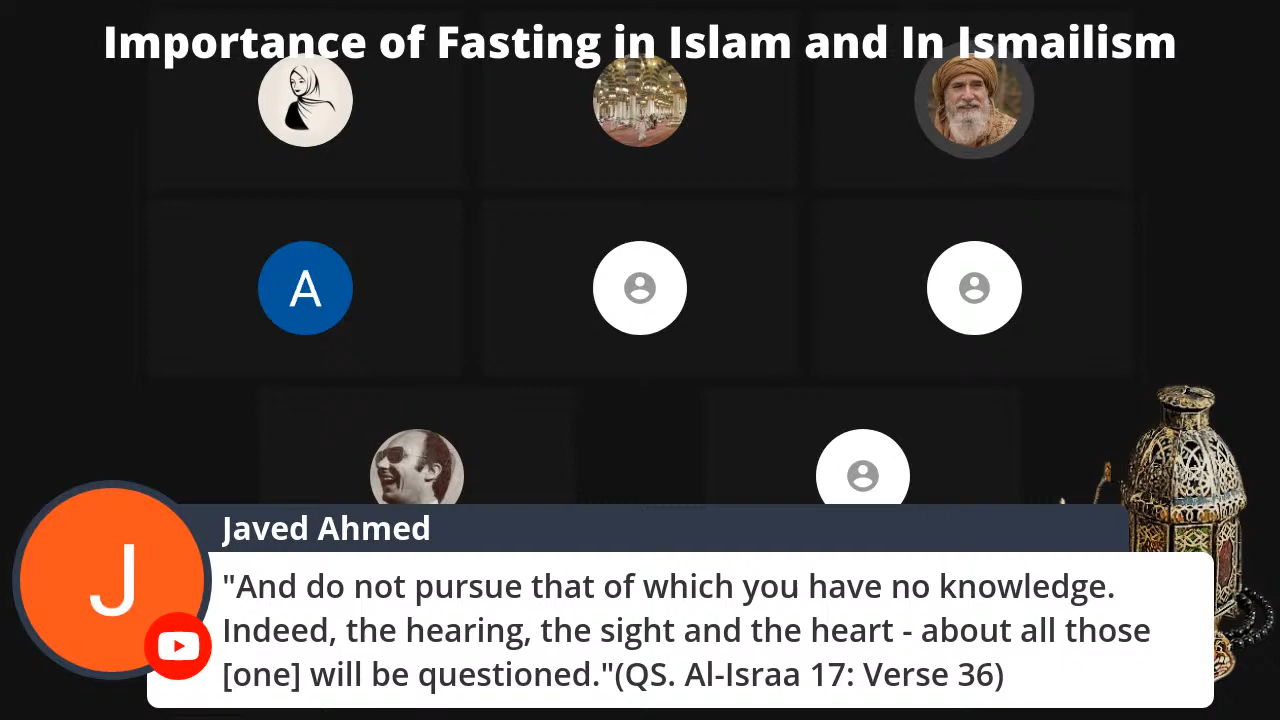 Importance of Fasting in Islam and In Ismailism
A
J
Javed Ahmed
"And do not pursue that of which you have no knowledge.
Indeed, the hearing, the sight and the heart - about all those
[one] will be questioned."(QS. Al-Israa 17: Verse 36)